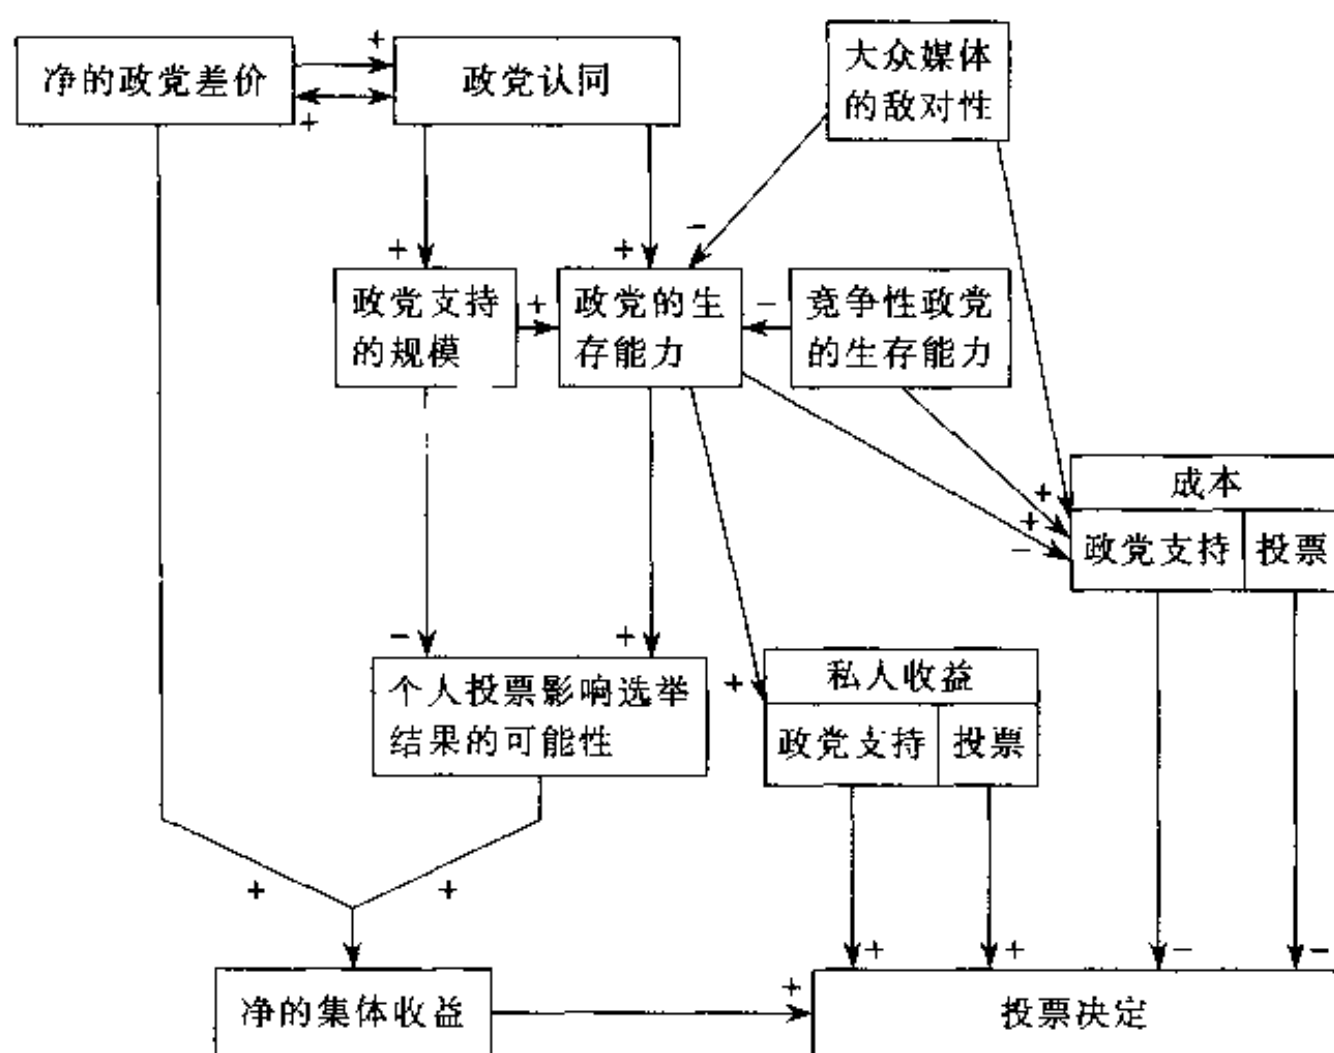 净的政党差价
+
+
政党认同
大众媒体
的敌对性
+
+
−
政党支持
的规模
+
政党的生
存能力
−
竞争性政党
的生存能力
+
+
−
成本
政党支持
投票
−
+
个人投票影响选举
结果的可能性
+
私人收益
政党支持
投票
+
+
+
+
−
−
净的集体收益
+
投票决定